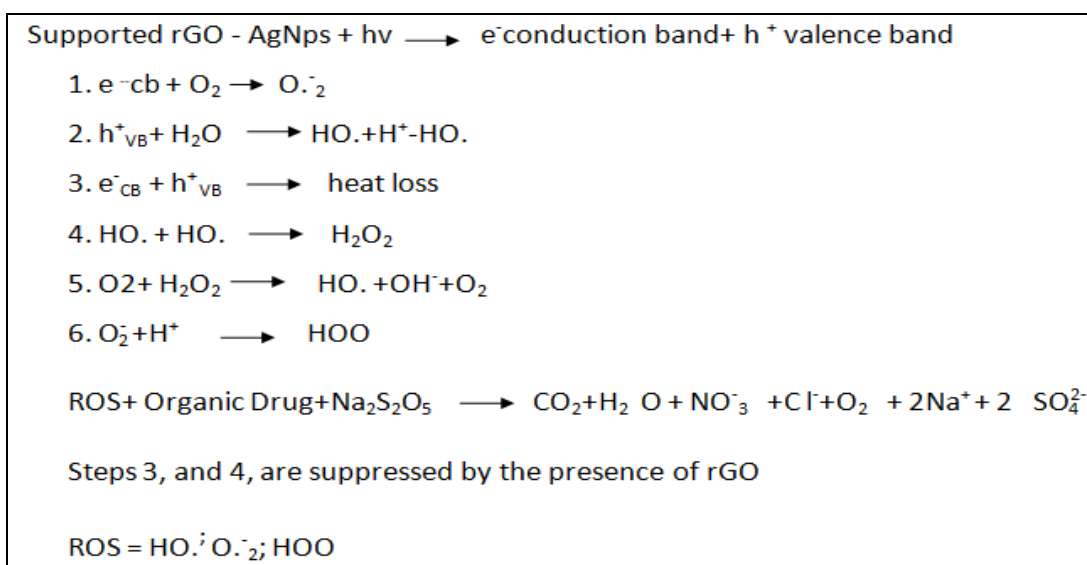 Supported rGO - AgNps + hv ⟶ e⁻conduction band+ h ⁺ valence band
1. e ⁻cb + O₂ → O.⁻₂
2. h⁺VB+ H₂O ⟶ HO.+H⁺-HO.
3. e⁻CB + h⁺VB ⟶ heat loss
4. HO. + HO. ⟶ H₂O₂
5. O2+ H₂O₂ ⟶ HO. +OH⁻+O₂
6. O₂⁻+H⁺ ⟶ HOO
ROS+ Organic Drug+Na₂S₂O₅ ⟶ CO₂+H₂ O + NO⁻₃ +Cl⁻+O₂ + 2Na⁺+ 2 SO₄²⁻
Steps 3, and 4, are suppressed by the presence of rGO
ROS = HO.; O.⁻₂; HOO